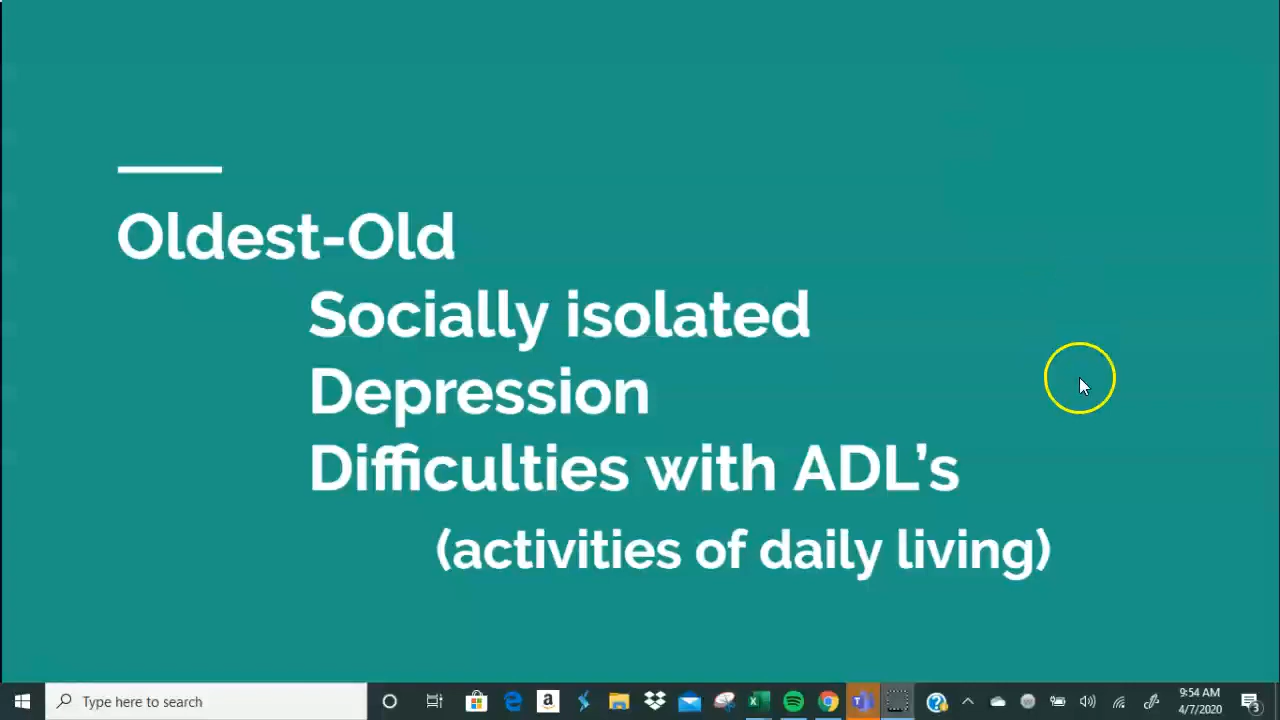 Oldest-Old
Socially isolated
Depression
Difficulties with ADL's
(activities of daily living)
Type here to search
9:54 AM
4/7/2020
3